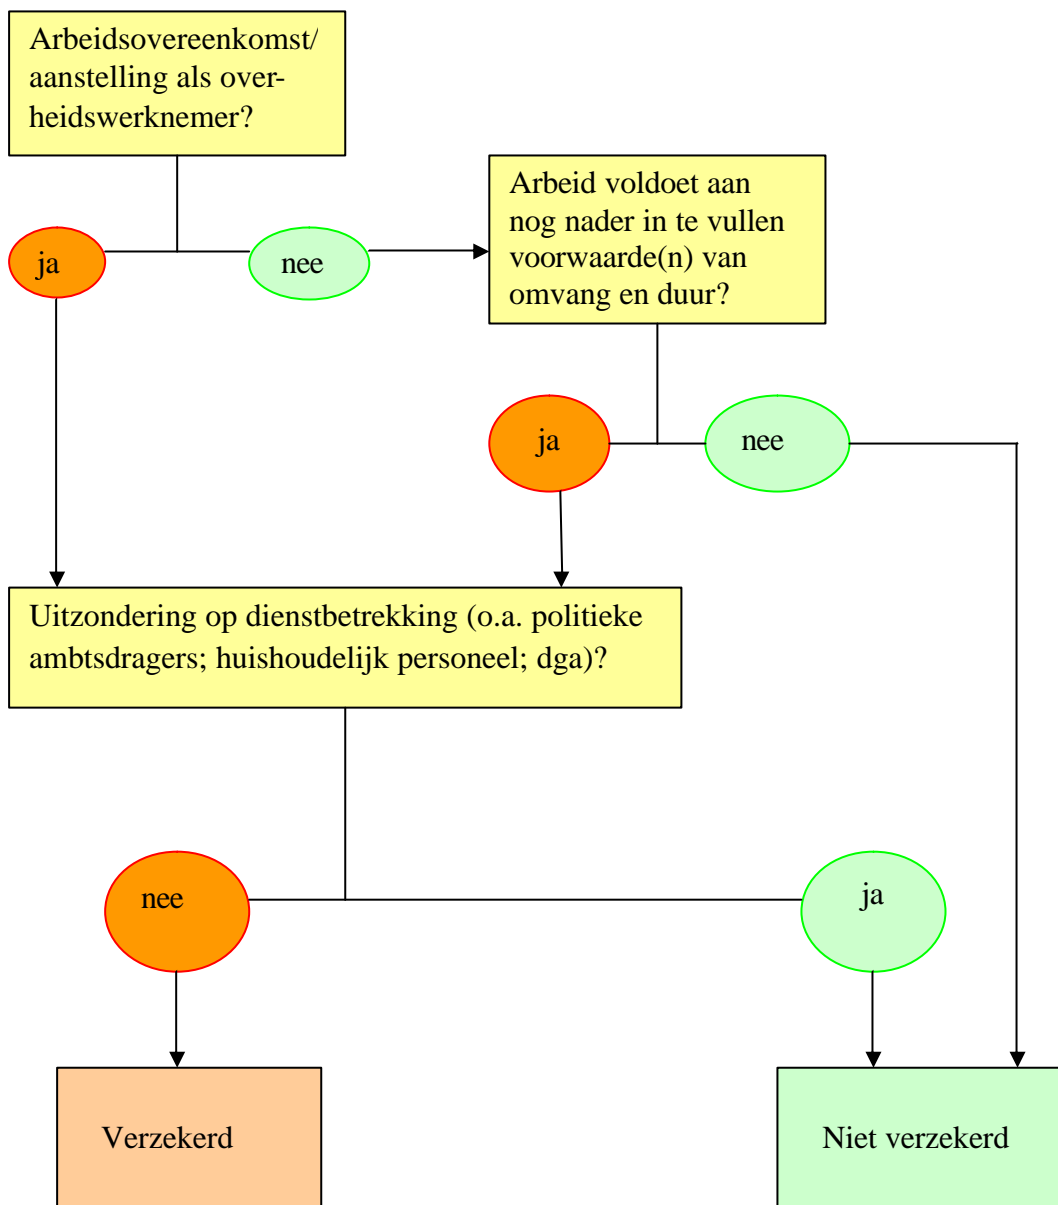 Arbeidsovereenkomst/
aanstelling als over-
heidswerknemer?
Arbeid voldoet aan
nog nader in te vullen
voorwaarde(n) van
omvang en duur?
ja
nee
ja
nee
Uitzondering op dienstbetrekking (o.a. politieke
ambtsdragers; huishoudelijk personeel; dga)?
nee
ja
Verzekerd
Niet verzekerd